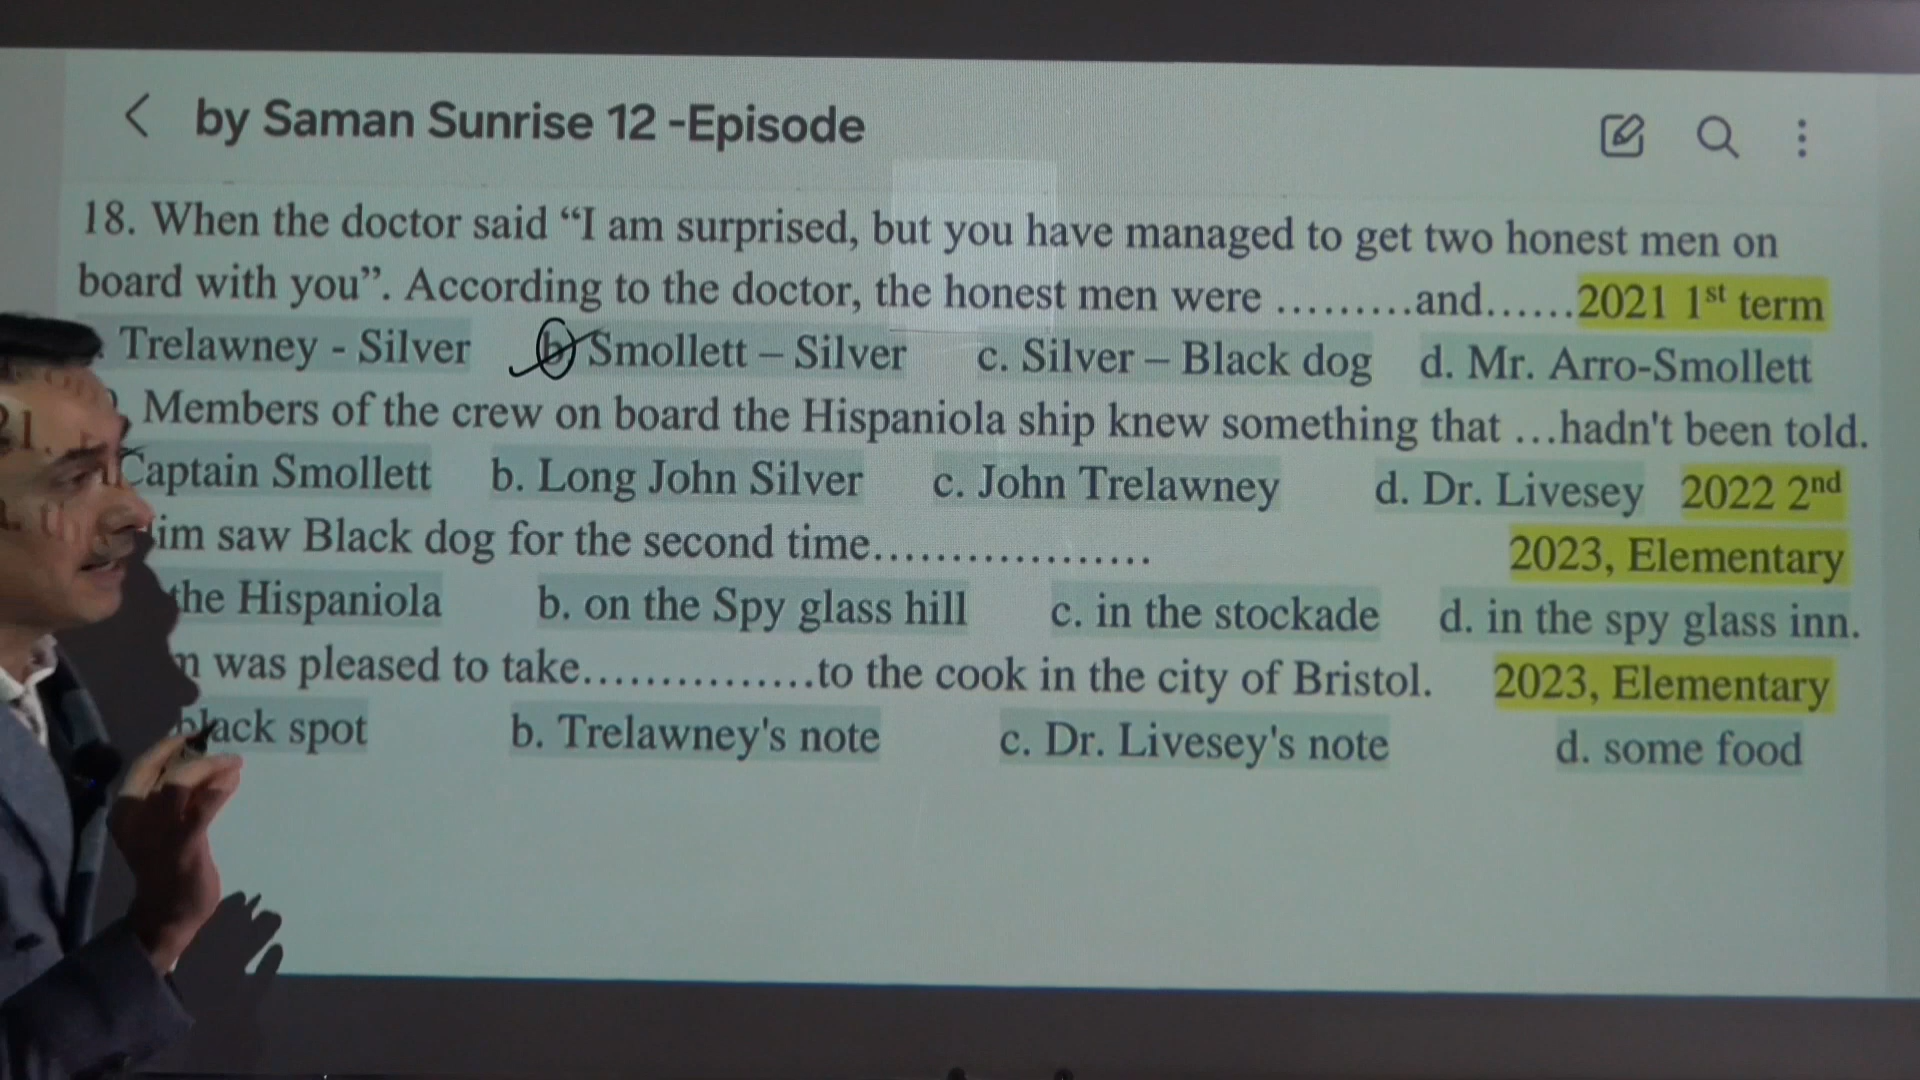 by Saman Sunrise 12 -Episode
18. When the doctor said “I am surprised, but you have managed to get two honest men on
board with you”. According to the doctor, the honest men were .........and......2021 1st term
Trelawney - Silver b) Smollett – Silver c. Silver – Black dog d. Mr. Arro-Smollett
Members of the crew on board the Hispaniola ship knew something that ...hadn't been told.
Captain Smollett b. Long John Silver c. John Trelawney d. Dr. Livesey 2022 2nd
im saw Black dog for the second time.................. 2023, Elementary
the Hispaniola b. on the Spy glass hill c. in the stockade d. in the spy glass inn.
was pleased to take...............to the cook in the city of Bristol. 2023, Elementary
black spot b. Trelawney's note c. Dr. Livesey's note d. some food